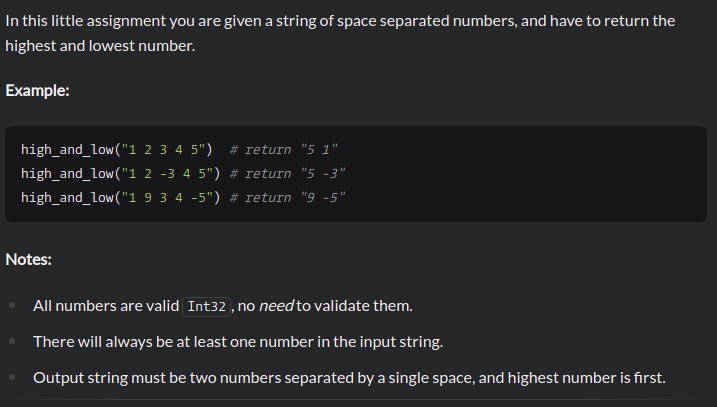 In this little assignment you are given a string of space separated numbers, and have to return the
highest and lowest number.
Example:
high_and_low("1 2 3 4 5")  # return "5 1"
high_and_low("1 2 -3 4 5") # return "5 -3"
high_and_low("1 9 3 4 -5") # return "9 -5"
Notes:
All numbers are valid Int32, no need to validate them.
There will always be at least one number in the input string.
Output string must be two numbers separated by a single space, and highest number is first.